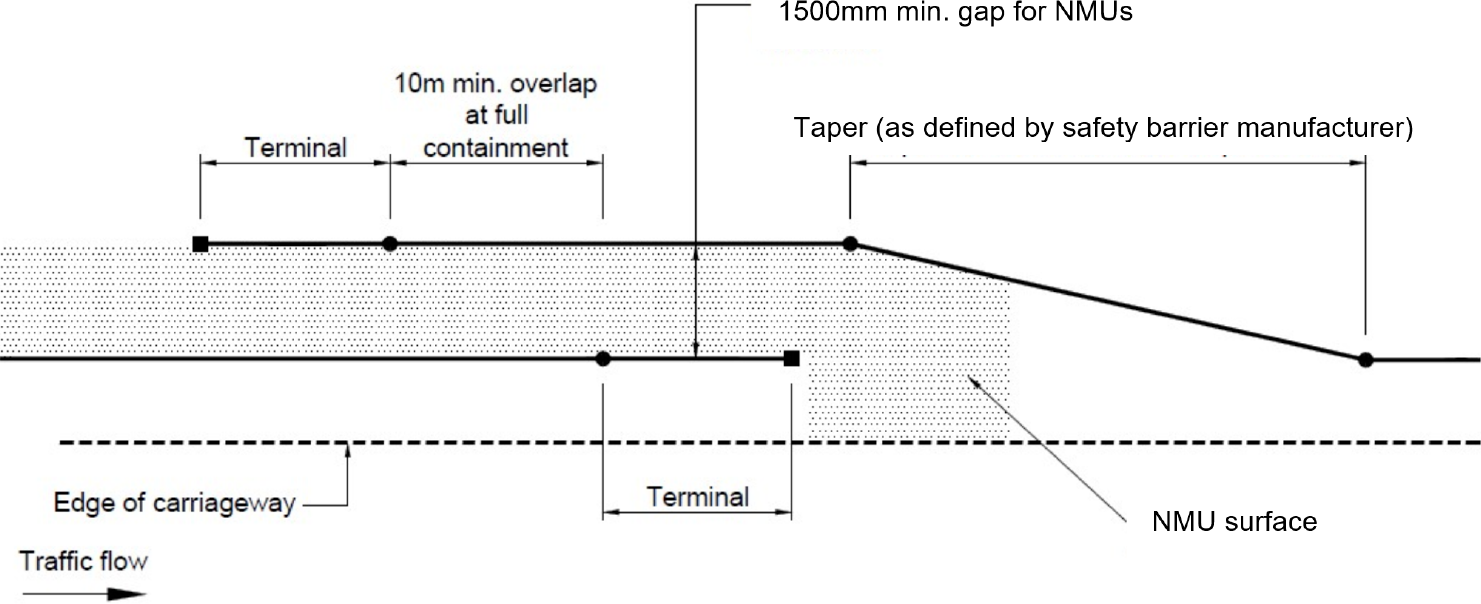 1500mm min. gap for NMUs
10m min. overlap
at full
containment
Terminal
Taper (as defined by safety barrier manufacturer)
Edge of carriageway
Terminal
NMU surface
Traffic flow